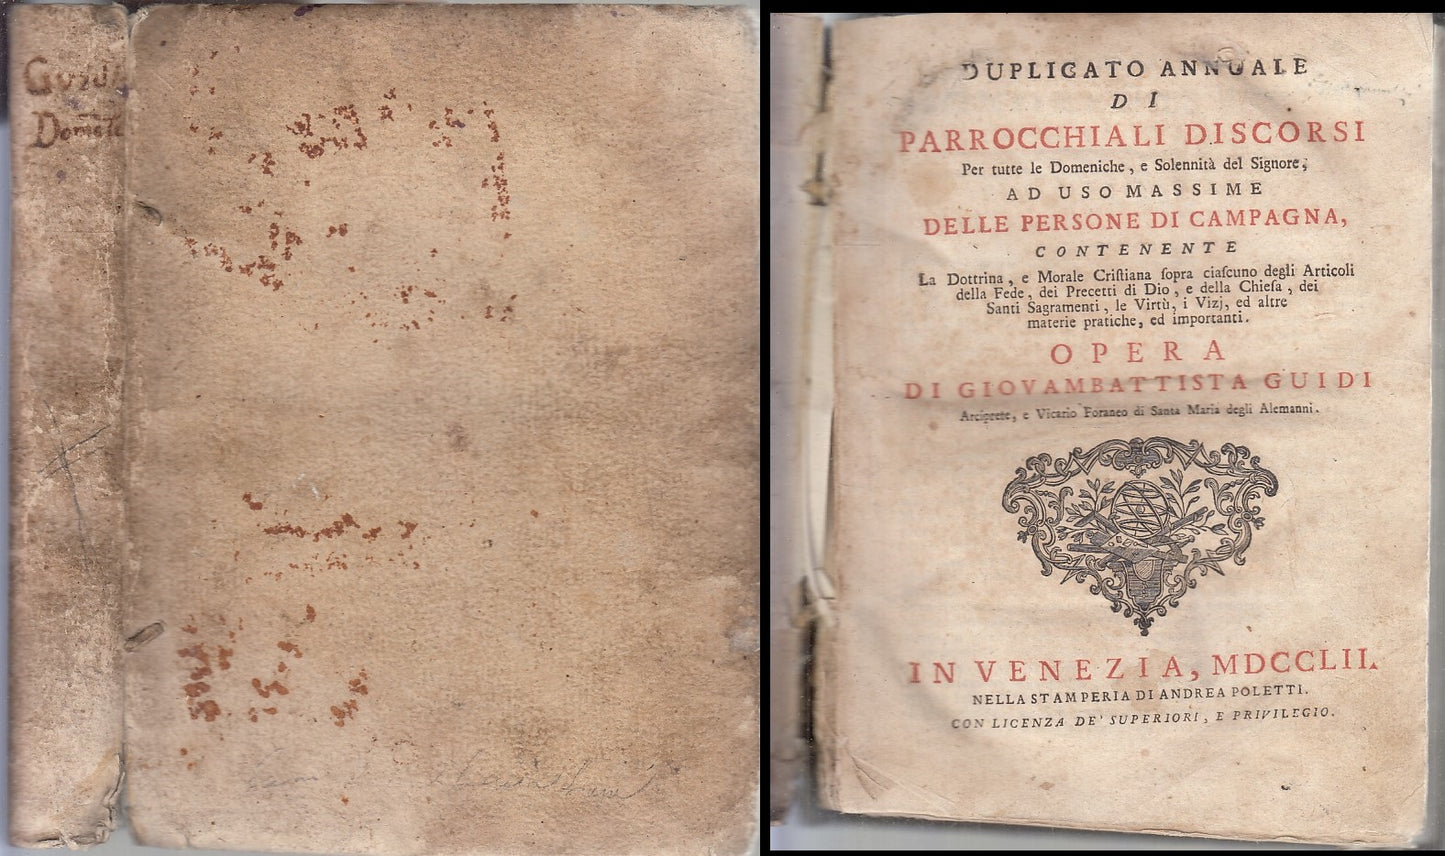 Guidi
DUPLICATO ANNUALE
DI
PARROCCHIALI DISCORSI
Per tutte le Domeniche, e Solennità del Signore,
AD USO MASSIME
DELLE PERSONE DI CAMPAGNA,
CONTENENTE
La Dottrina, e Morale Criſtiana ſopra ciaſcuno degli Articoli
della Fede, dei Precetti di Dio, e della Chieſa, dei
Santi Sagramenti, le Virtù, i Vizj, ed altre
materie pratiche, ed importanti.
OPERA
DI GIOVAMBATTISTA GUIDI
Arciprete, e Vicario Foraneo di Santa Maria degli Alemanni.
IN VENEZIA, MDCCLII.
NELLA STAMPERIA DI ANDREA POLETTI.
CON LICENZA DE' SUPERIORI, E PRIVILEGIO.